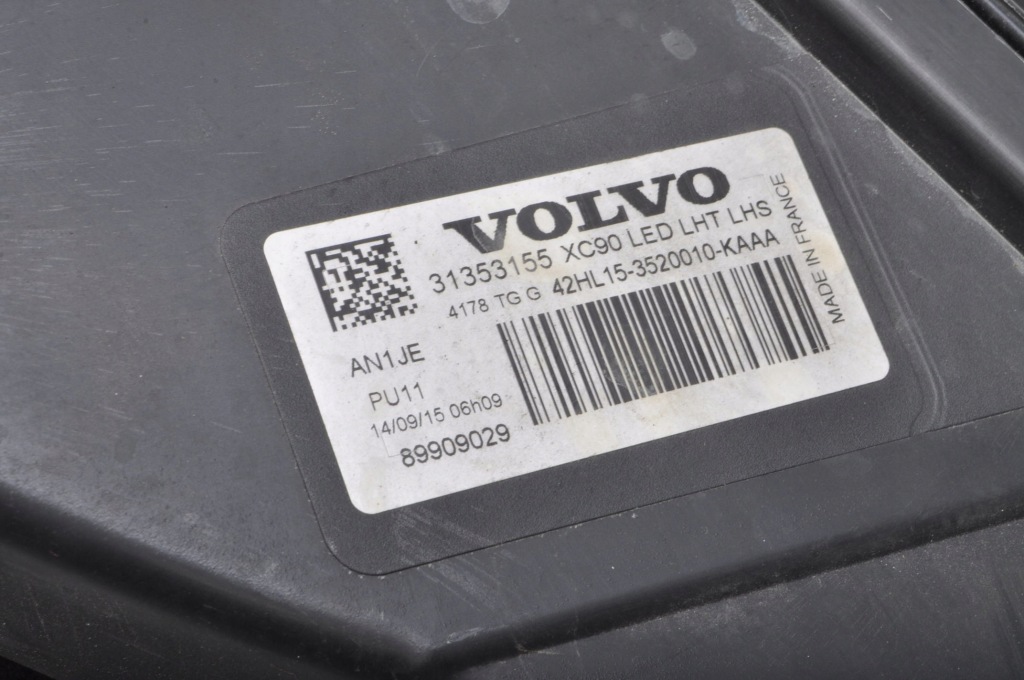 VOLVO
31353155 XC90 LED LHT LHS
4178 TG G 42HL15-3520010-KAAA
MADE IN FRANCE
AN1JE
PU11
14/09/15 06h09
89909029